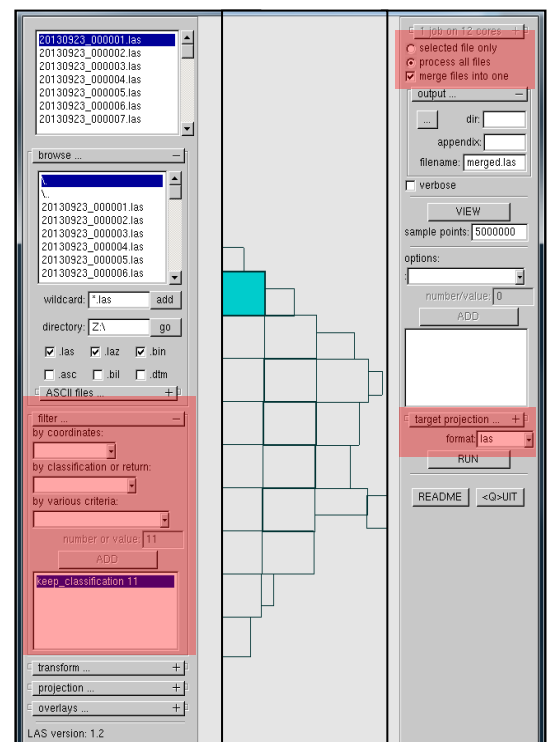 20130923_000001.las
20130923_000002.las
20130923_000003.las
20130923_000004.las
20130923_000005.las
20130923_000006.las
20130923_000007.las
browse ...
\.
\..
20130923_000001.las
20130923_000002.las
20130923_000003.las
20130923_000004.las
20130923_000005.las
20130923_000006.las
wildcard: *.las add
directory: Z:\ go
.las .laz .bin
.asc .bil .dtm
ASCII files ...
filter ...
by coordinates:
by classification or return:
by various criteria:
number or value: 11
ADD
keep_classification 11
transform ...
projection ...
overlays ...
LAS version: 1.2
1 job on 12 cores
selected file only
process all files
merge files into one
output ...
... dir:
appendix:
filename: merged.las
verbose
VIEW
sample points: 5000000
options:
:
number/value: 0
ADD
target projection ...
format: las
RUN
README <Q>UIT